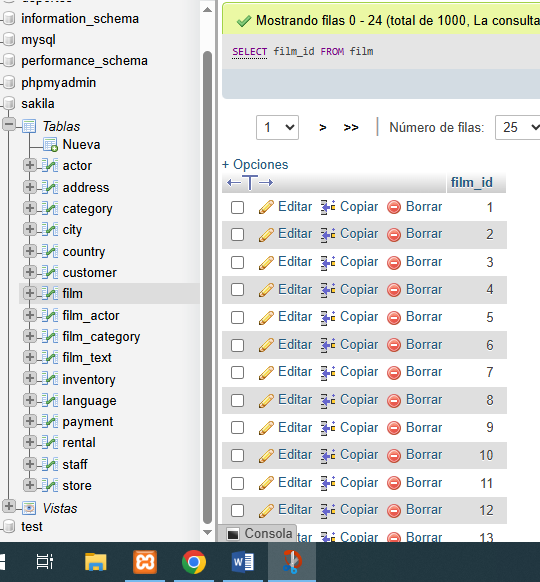 information_schema
mysql
performance_schema
phpmyadmin
sakila
Tablas
Nueva
actor
address
category
city
country
customer
film
film_actor
film_category
film_text
inventory
language
payment
rental
staff
store
Vistas
test
Mostrando filas 0 - 24 (total de 1000, La consulta
SELECT film_id FROM film
1 > >> | Número de filas: 25
+ Opciones
←T→ film_id
Editar Copiar Borrar 1
Editar Copiar Borrar 2
Editar Copiar Borrar 3
Editar Copiar Borrar 4
Editar Copiar Borrar 5
Editar Copiar Borrar 6
Editar Copiar Borrar 7
Editar Copiar Borrar 8
Editar Copiar Borrar 9
Editar Copiar Borrar 10
Editar Copiar Borrar 11
Editar Copiar Borrar 12
Editar Copiar Borrar 13
Consola